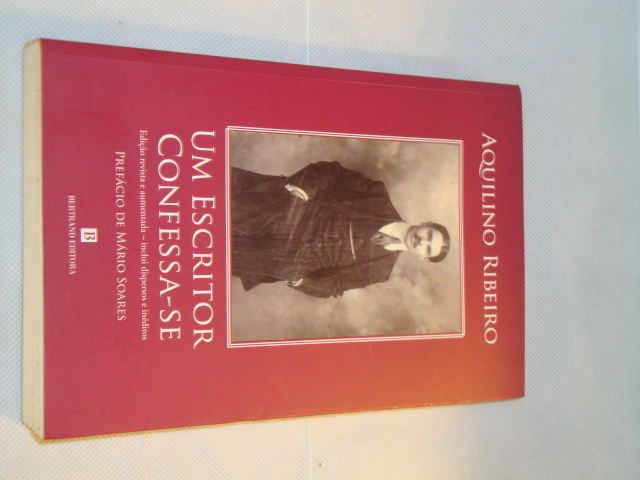 AQUILINO RIBEIRO
UM ESCRITOR
CONFESSA-SE
Edição revista e aumentada – inclui dispersos e inéditos
PREFÁCIO DE MÁRIO SOARES
B
BERTRAND EDITORA